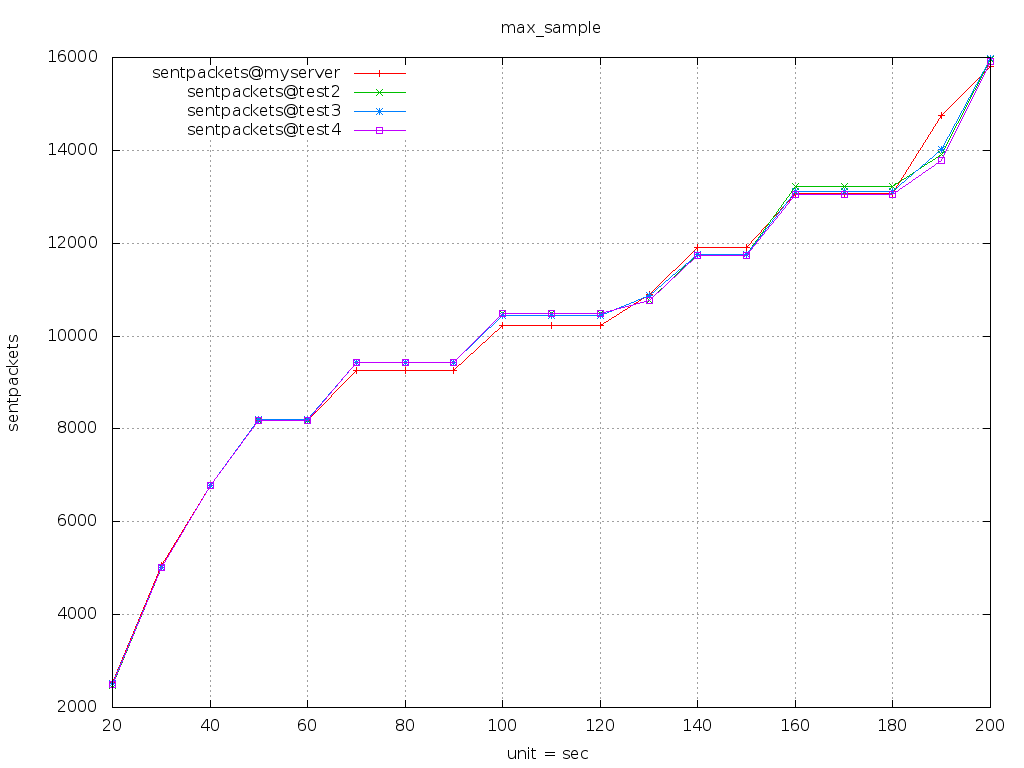 max_sample
16000
14000
12000
10000
8000
6000
4000
2000
sentpackets
sentpackets@myserver
sentpackets@test2
sentpackets@test3
sentpackets@test4
20 40 60 80 100 120 140 160 180 200
unit = sec